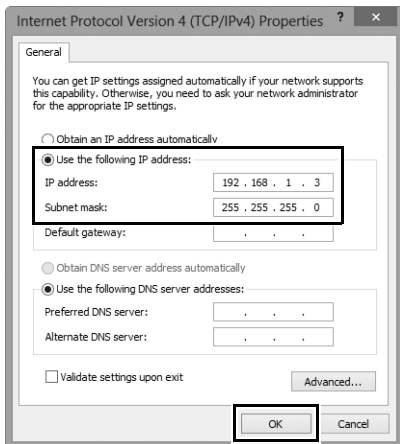 Internet Protocol Version 4 (TCP/IPv4) Properties ? ×
General
You can get IP settings assigned automatically if your network supports
this capability. Otherwise, you need to ask your network administrator
for the appropriate IP settings.
Obtain an IP address automatically
Use the following IP address:
IP address: 192 . 168 . 1 . 3
Subnet mask: 255 . 255 . 255 . 0
Default gateway: . . .
Obtain DNS server address automatically
Use the following DNS server addresses:
Preferred DNS server: . . .
Alternate DNS server: . . .
Validate settings upon exit
Advanced...
OK Cancel